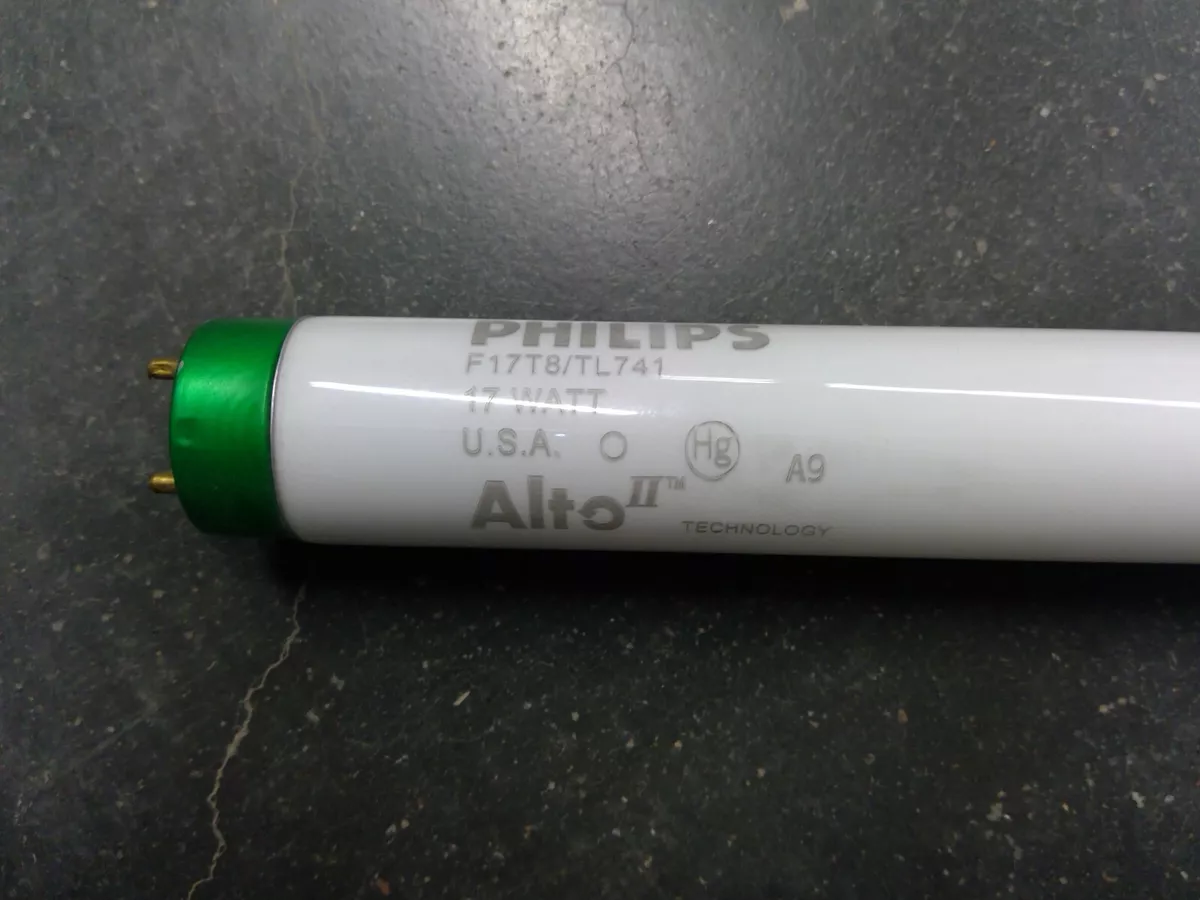 PHILIPS
F17T8/TL741
17 WATT
U.S.A. Hg A9
Alto II™ TECHNOLOGY